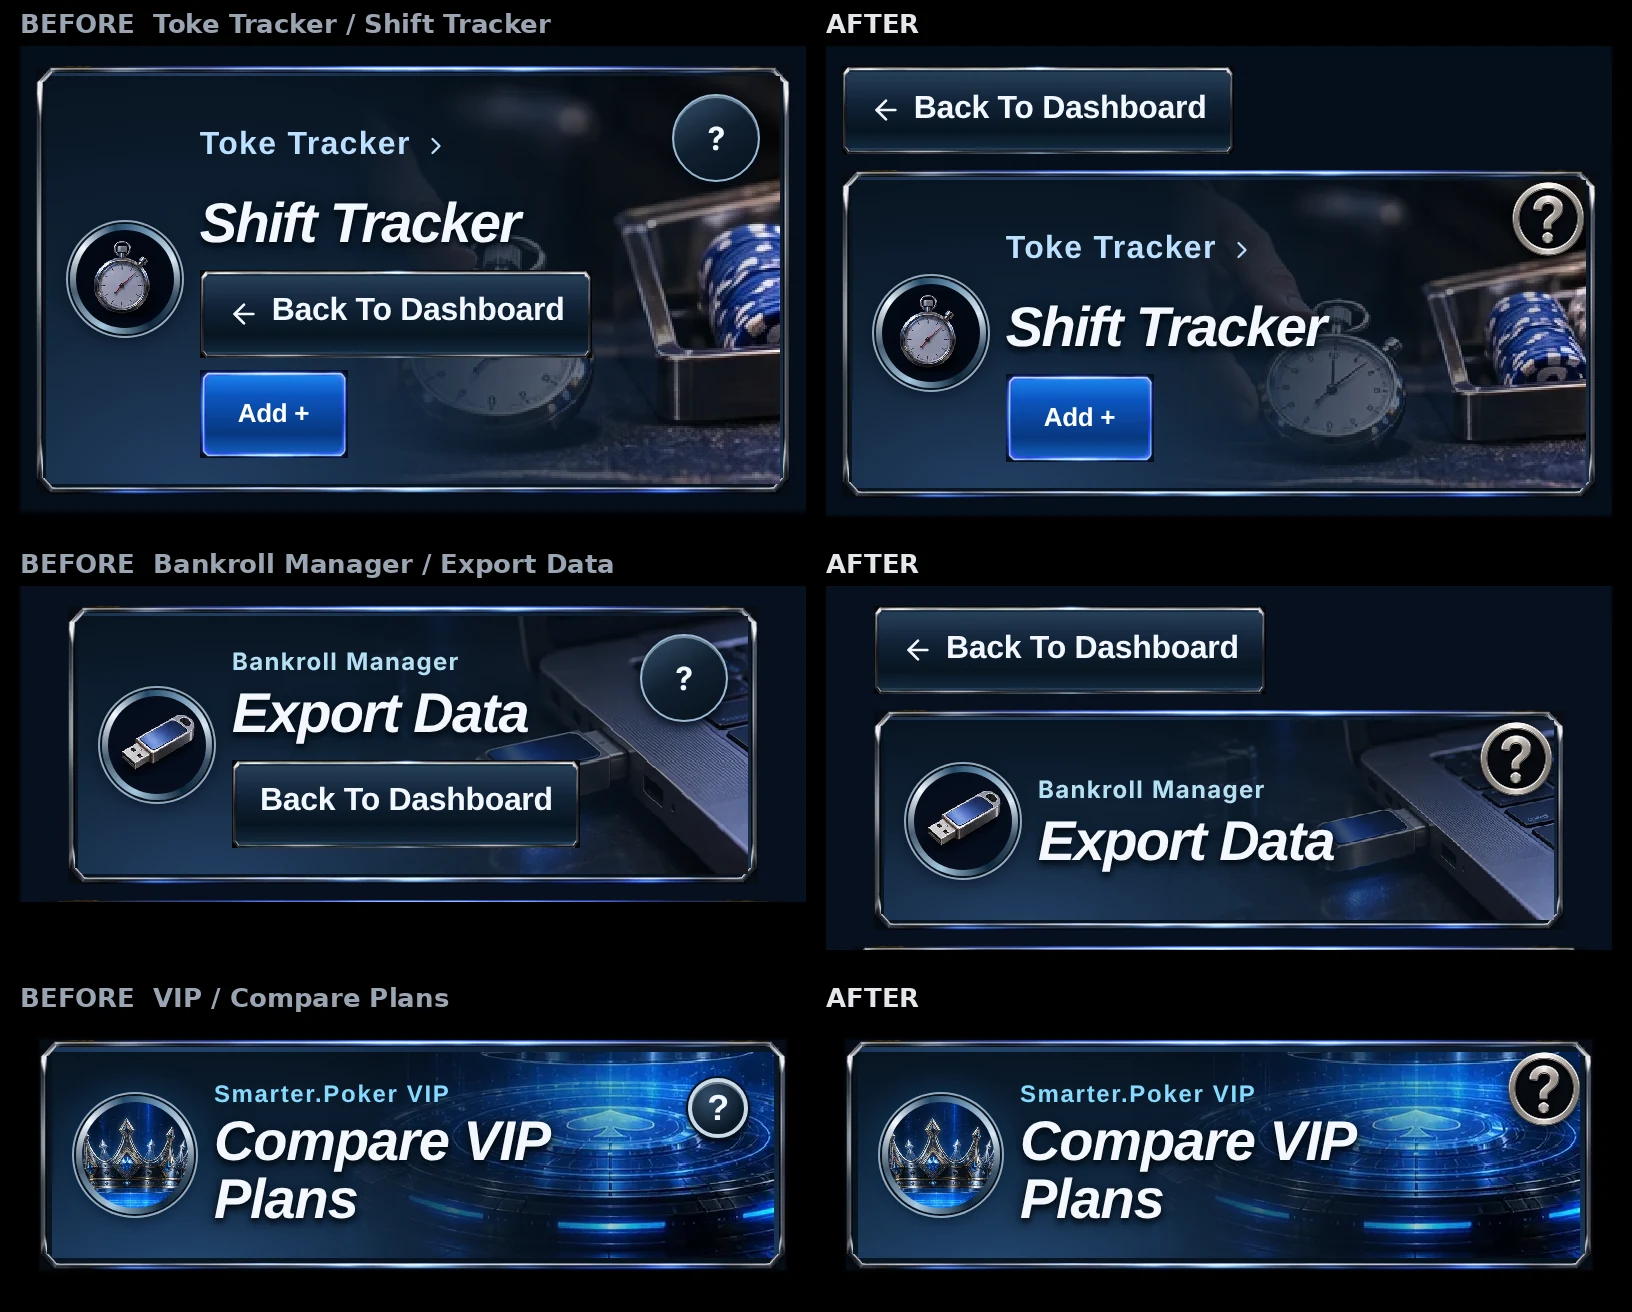 BEFORE Toke Tracker / Shift Tracker
Toke Tracker >
?
Shift Tracker
← Back To Dashboard
Add +
AFTER
← Back To Dashboard
?
Toke Tracker >
Shift Tracker
Add +
BEFORE Bankroll Manager / Export Data
Bankroll Manager
?
Export Data
Back To Dashboard
AFTER
← Back To Dashboard
?
Bankroll Manager
Export Data
BEFORE VIP / Compare Plans
Smarter.Poker VIP
?
Compare VIP
Plans
AFTER
Smarter.Poker VIP
?
Compare VIP
Plans